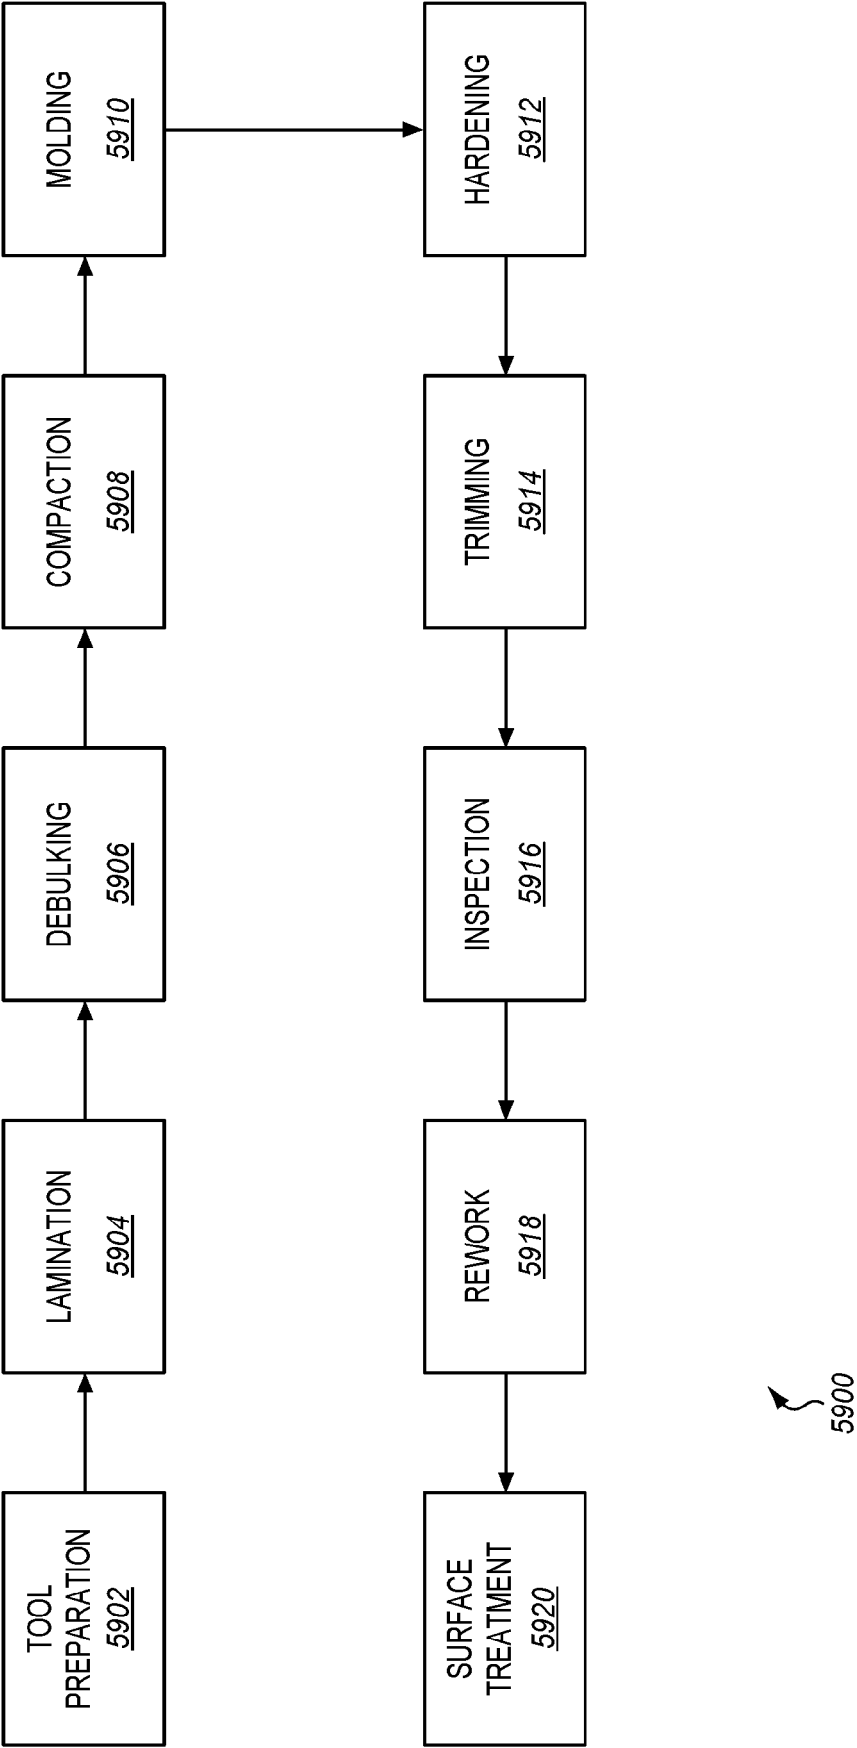 TOOL
PREPARATION
5902
LAMINATION
5904
DEBULKING
5906
COMPACTION
5908
MOLDING
5910
HARDENING
5912
TRIMMING
5914
INSPECTION
5916
REWORK
5918
SURFACE
TREATMENT
5920
5900